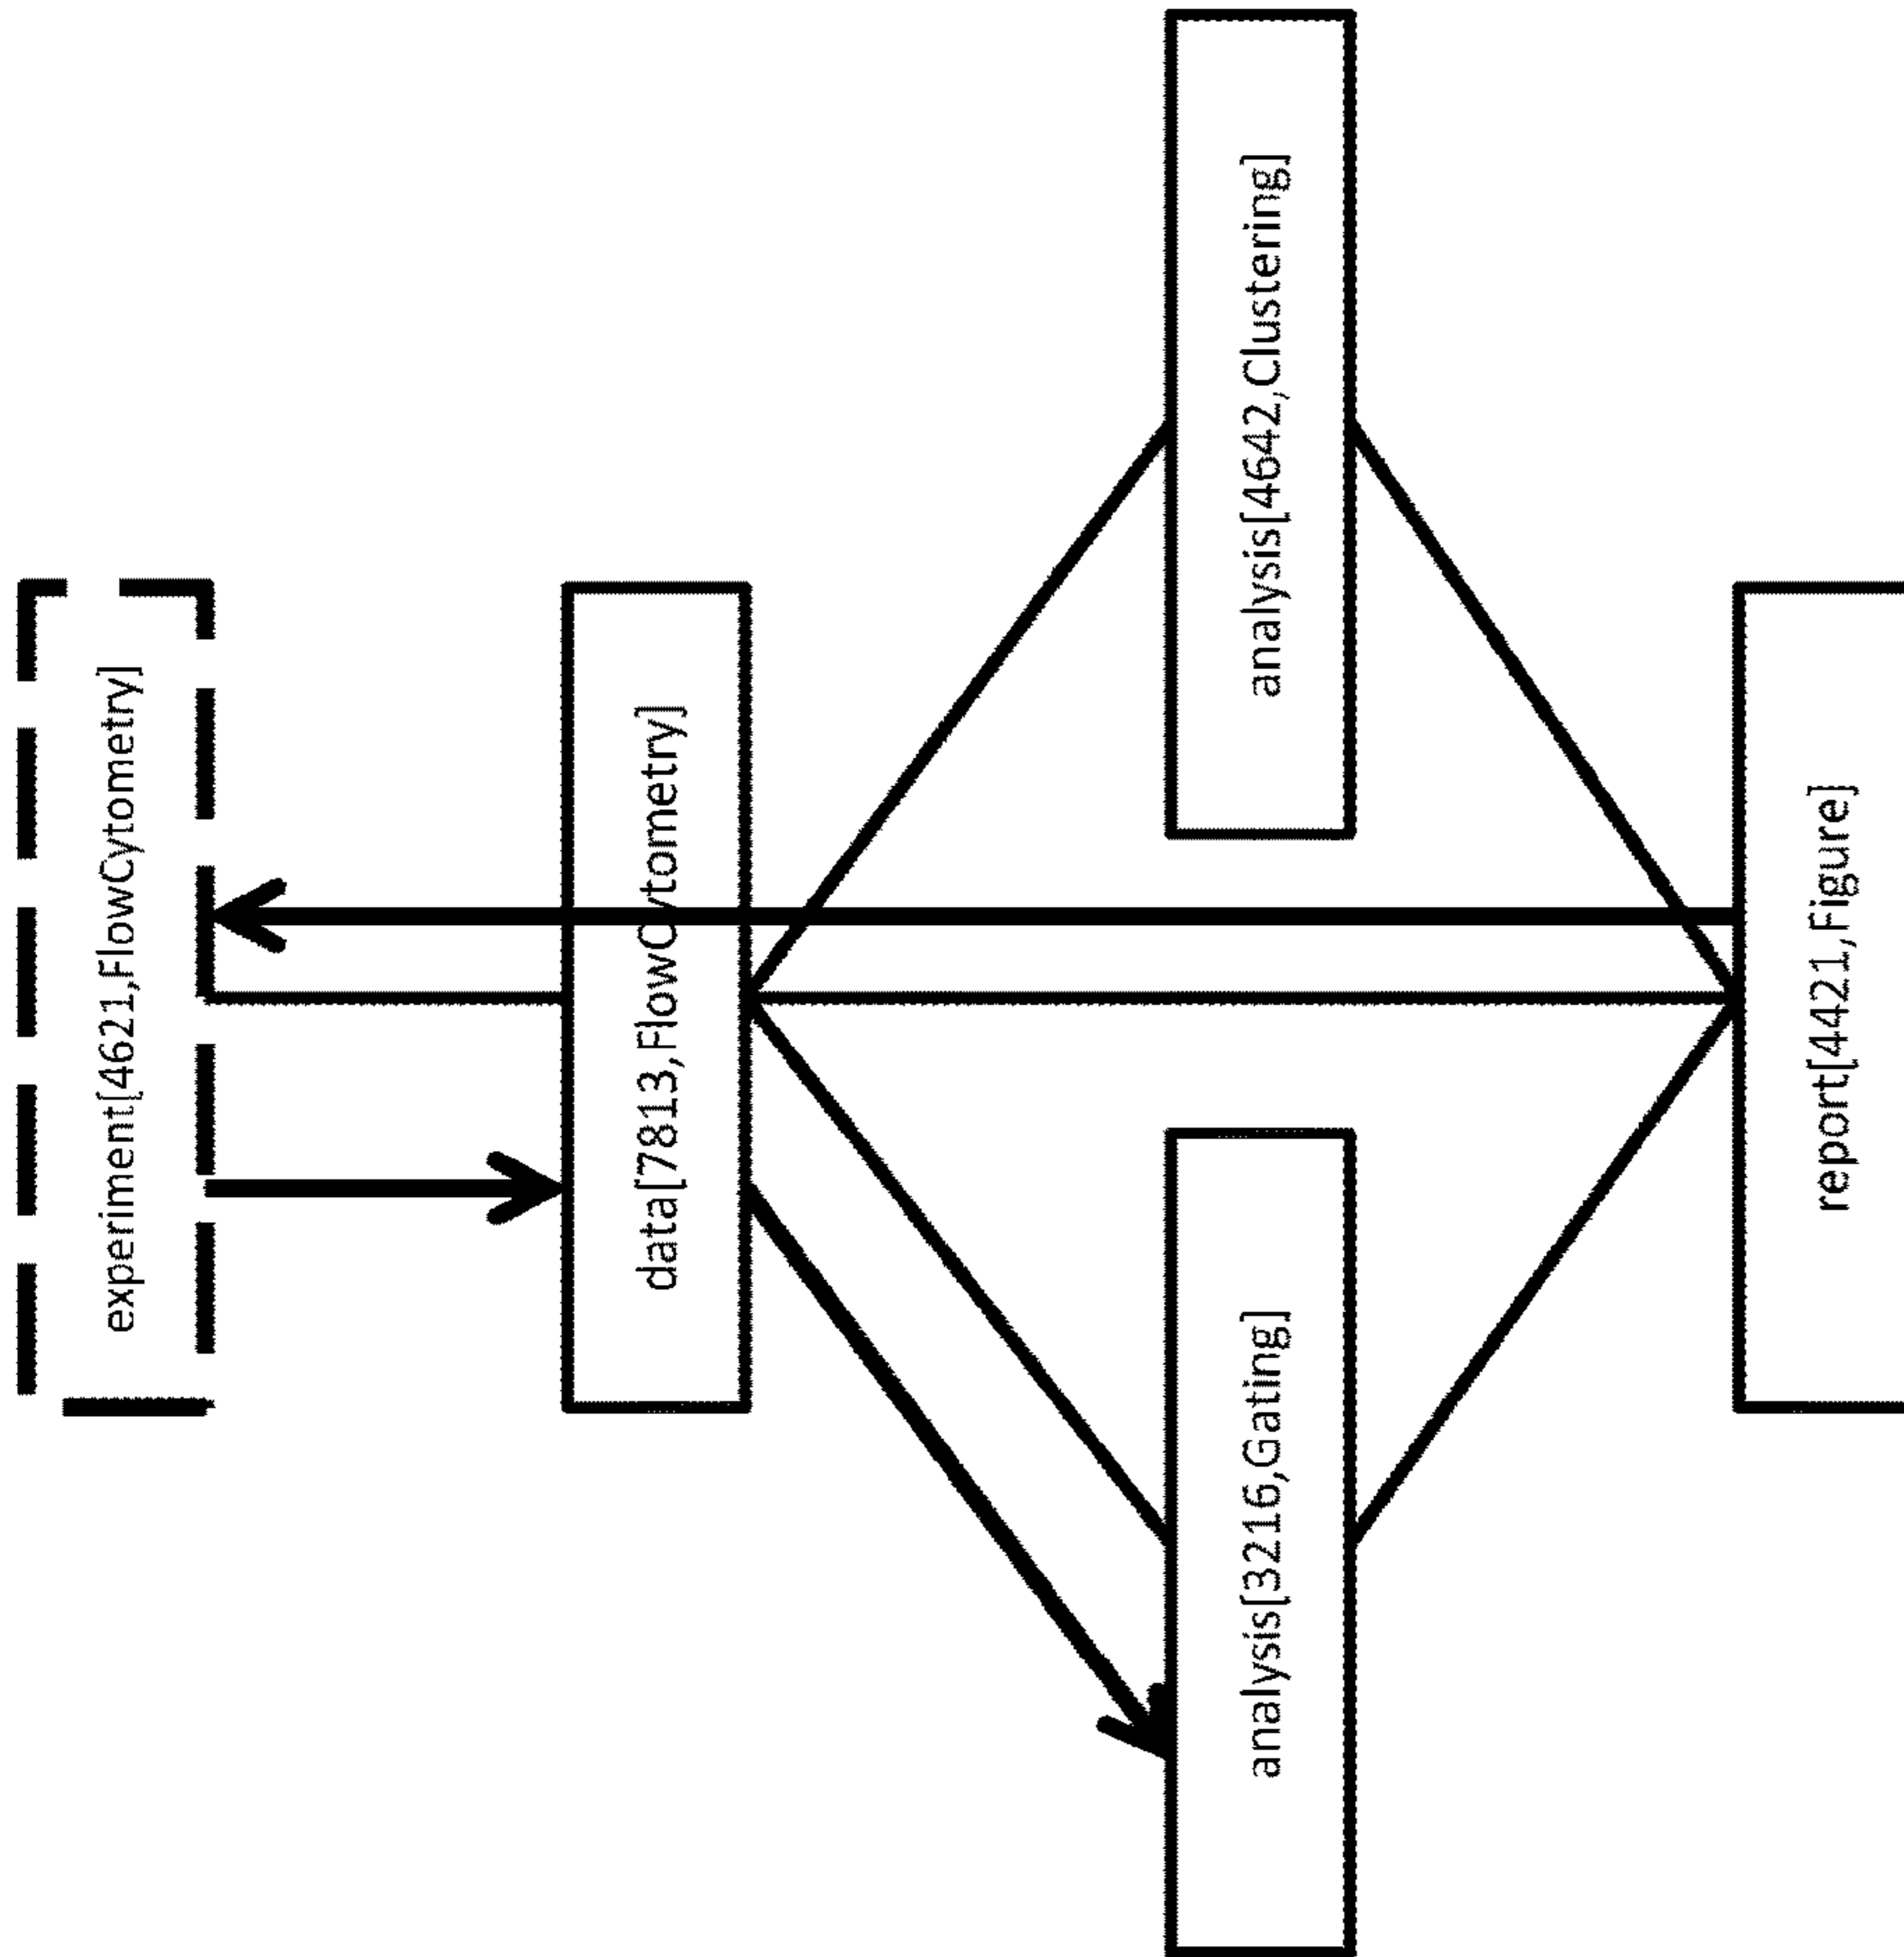 experiment[4621,FlowCytometry]
data[7813,FlowCytometry]
analysis[3216,Gating]
analysis[4642,Clustering]
report[4421,Figure]